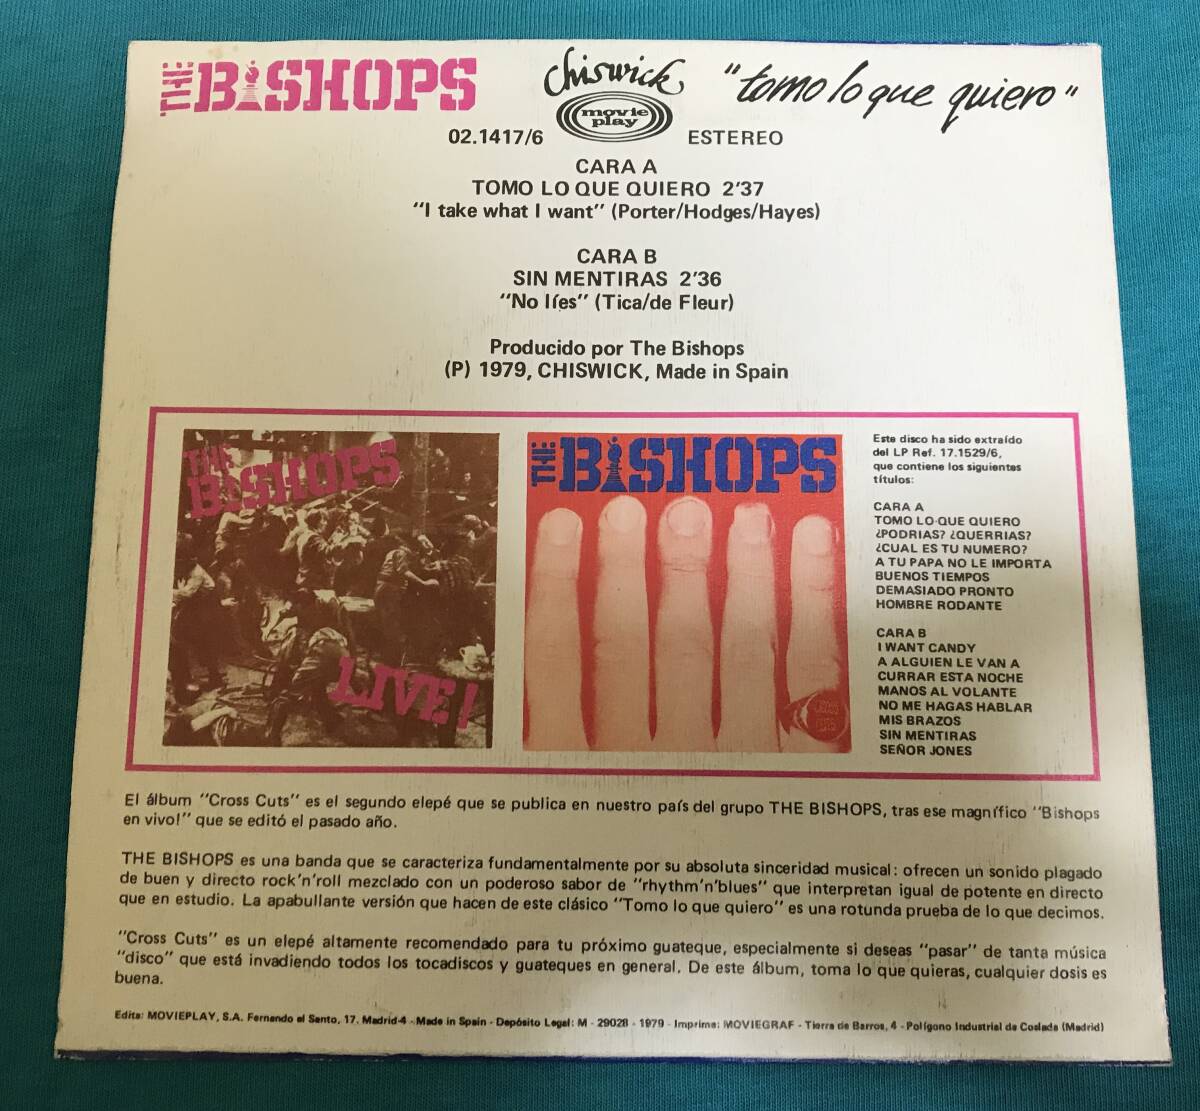 THE BISHOPS
chiswick
movie
play
"tomo lo que quiero"
02.1417/6
ESTEREO
CARA A
TOMO LO QUE QUIERO 2'37
"I take what I want" (Porter/Hodges/Hayes)
CARA B
SIN MENTIRAS 2'36
"No líes" (Tica/de Fleur)
Producido por The Bishops
(P) 1979, CHISWICK, Made in Spain
THE
BISHOPS
LIVE!
THE BISHOPS
Este disco ha sido extraído
del LP Ref. 17.1529/6,
que contiene los siguientes
títulos:
CARA A
TOMO LO QUE QUIERO
¿PODRIAS? ¿QUERRIAS?
¿CUAL ES TU NUMERO?
A TU PAPA NO LE IMPORTA
BUENOS TIEMPOS
DEMASIADO PRONTO
HOMBRE RODANTE
CARA B
I WANT CANDY
A ALGUIEN LE VAN A
CURRAR ESTA NOCHE
MANOS AL VOLANTE
NO ME HAGAS HABLAR
MIS BRAZOS
SIN MENTIRAS
SEÑOR JONES
El álbum "Cross Cuts" es el segundo elepé que se publica en nuestro país del grupo THE BISHOPS, tras ese magnífico "Bishops
en vivo!" que se editó el pasado año.
THE BISHOPS es una banda que se caracteriza fundamentalmente por su absoluta sinceridad musical: ofrecen un sonido plagado
de buen y directo rock'n'roll mezclado con un poderoso sabor de "rhythm'n'blues" que interpretan igual de potente en directo
que en estudio. La apabullante versión que hacen de este clásico "Tomo lo que quiero" es una rotunda prueba de lo que decimos.
"Cross Cuts" es un elepé altamente recomendado para tu próximo guateque, especialmente si deseas "pasar" de tanta música
"disco" que está invadiendo todos los tocadiscos y guateques en general. De este álbum, toma lo que quieras, cualquier dosis es
buena.
Edita: MOVIEPLAY, S.A. Fernando el Santo, 17. Madrid-4 - Made in Spain - Depósito Legal: M - 29028 - 1979 - Imprime: MOVIEGRAF - Tierra de Barros, 4 - Polígono Industrial de Coslada (Madrid)